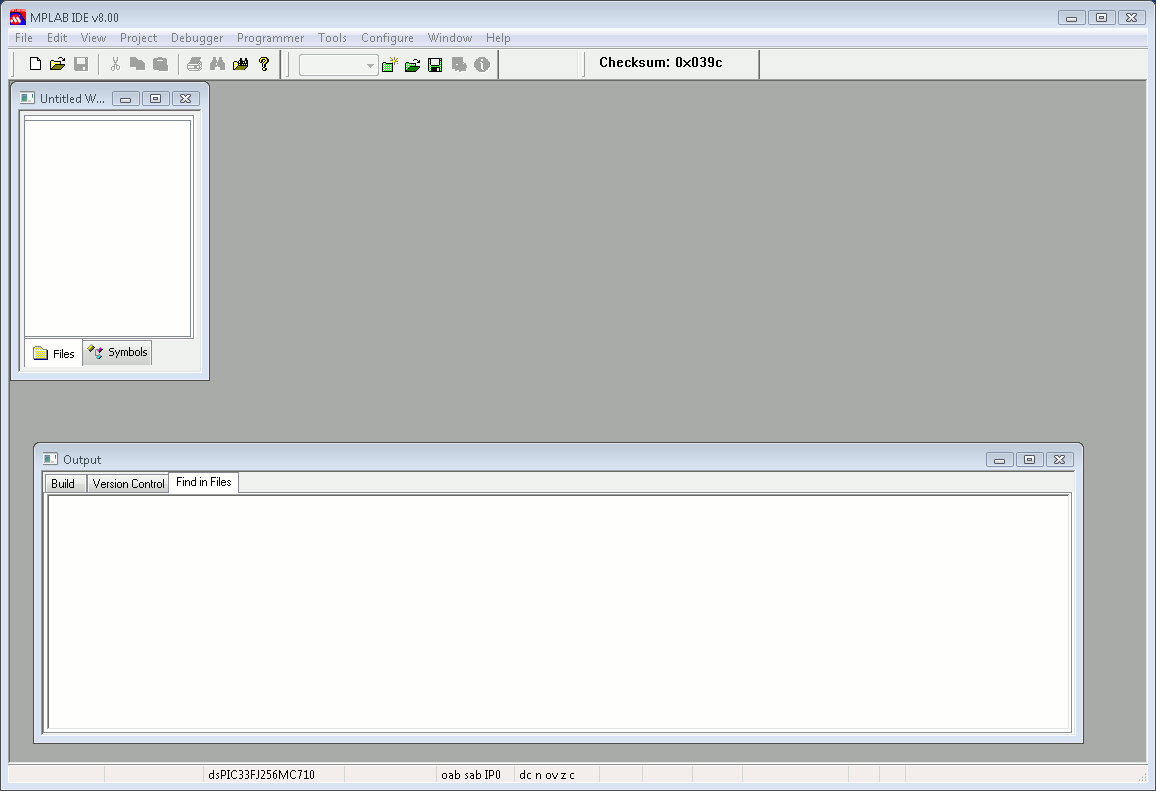 MPLAB IDE v8.00
File Edit View Project Debugger Programmer Tools Configure Window Help
Checksum: 0x039c
Untitled W...
Files Symbols
Output
Build Version Control Find in Files
dsPIC33FJ256MC710 oab sab IP0 dc n ov z c